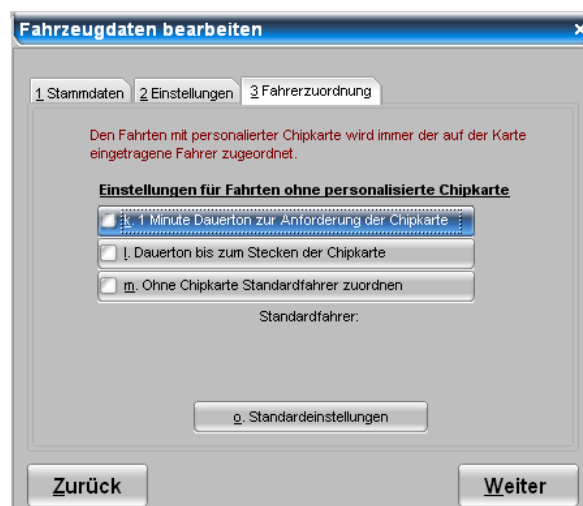 Fahrzeugdaten bearbeiten
1 Stammdaten 2 Einstellungen 3 Fahrerzuordnung
Den Fahrten mit personalierter Chipkarte wird immer der auf der Karte
eingetragene Fahrer zugeordnet.
Einstellungen für Fahrten ohne personalisierte Chipkarte
k. 1 Minute Dauerton zur Anforderung der Chipkarte
l. Dauerton bis zum Stecken der Chipkarte
m. Ohne Chipkarte Standardfahrer zuordnen
Standardfahrer:
o. Standardeinstellungen
Zurück Weiter